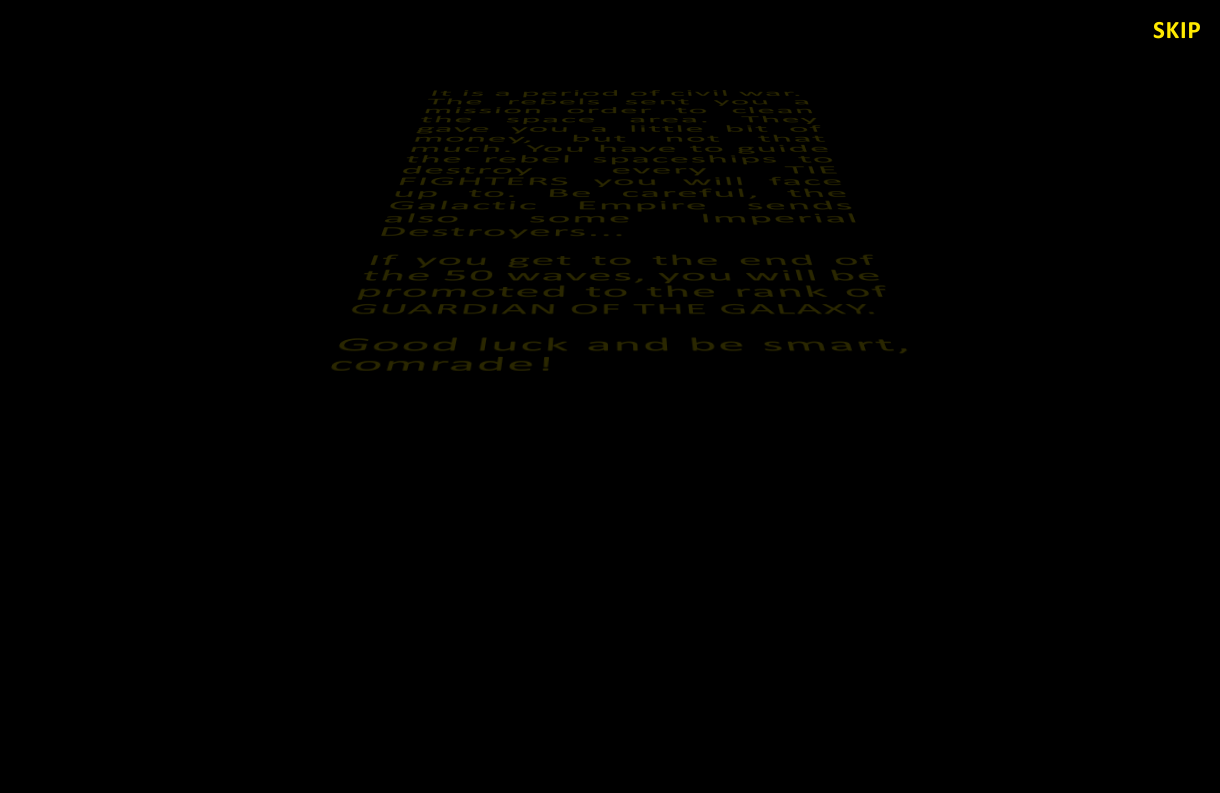 SKIP
It is a period of civil war.
The rebels sent you a
mission order to clean
the space area. They
gave you a little bit of
money, but not that
much. You have to guide
the rebel spaceships to
destroy every TIE
FIGHTERS you will face
up to. Be careful, the
Galactic Empire sends
also some Imperial
Destroyers...
If you get to the end of
the 50 waves, you will be
promoted to the rank of
GUARDIAN OF THE GALAXY.
Good luck and be smart,
comrade!